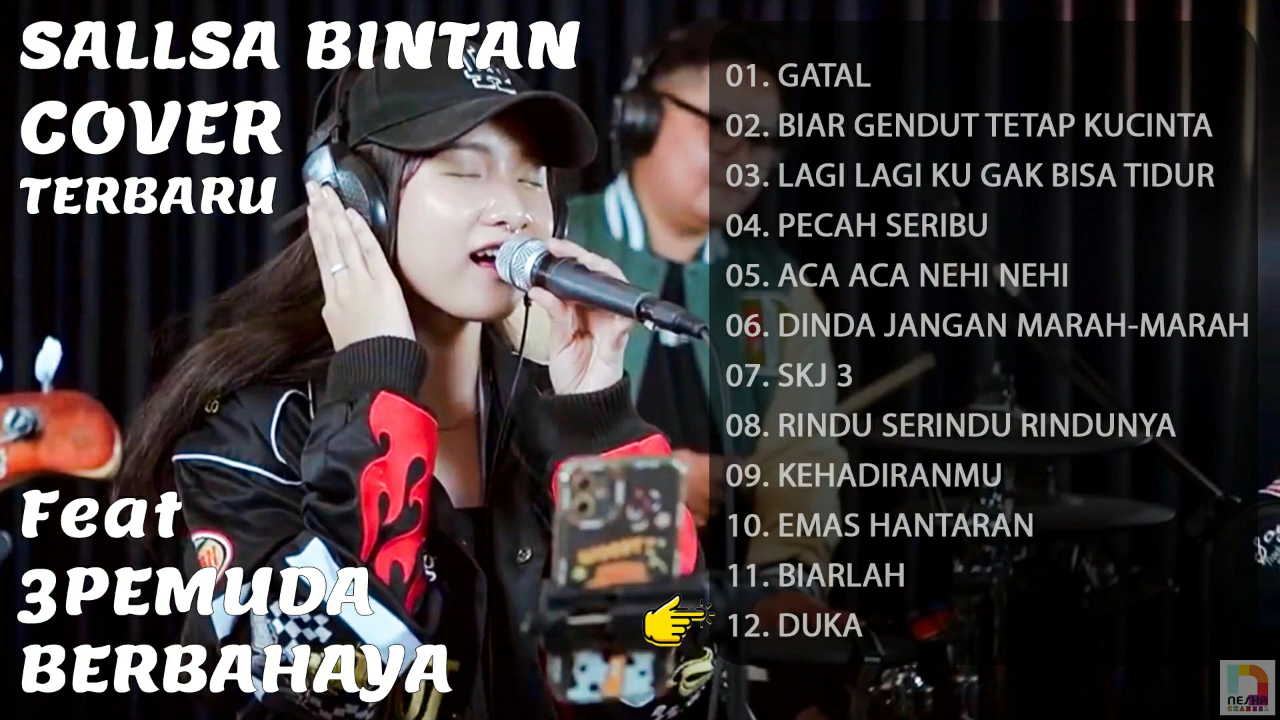 SALLSA BINTAN
COVER
TERBARU
Feat
3PEMUDA
BERBAHAYA
01. GATAL
02. BIAR GENDUT TETAP KUCINTA
03. LAGI LAGI KU GAK BISA TIDUR
04. PECAH SERIBU
05. ACA ACA NEHI NEHI
06. DINDA JANGAN MARAH-MARAH
07. SKJ 3
08. RINDU SERINDU RINDUNYA
09. KEHADIRANMU
10. EMAS HANTARAN
11. BIARLAH
12. DUKA